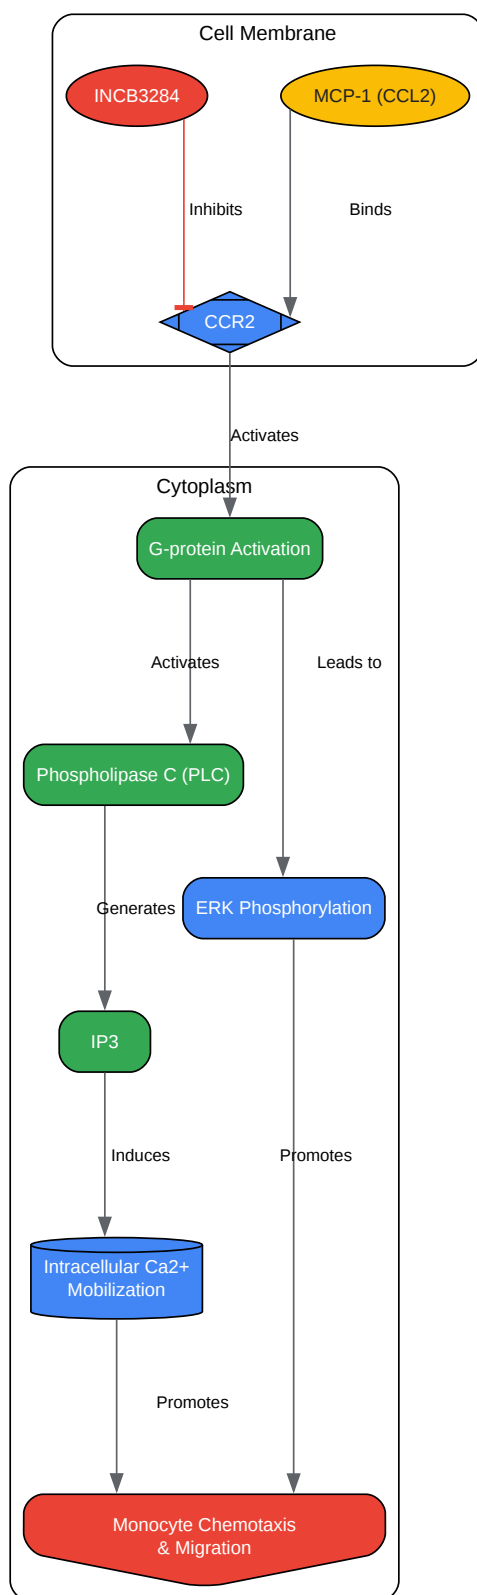 Cell Membrane
INCB3284
MCP-1 (CCL2)
Inhibits
Binds
CCR2
Activates
Cytoplasm
G-protein Activation
Activates
Leads to
Phospholipase C (PLC)
Generates
ERK Phosphorylation
IP3
Induces
Promotes
Intracellular Ca2+
Mobilization
Promotes
Monocyte Chemotaxis
& Migration